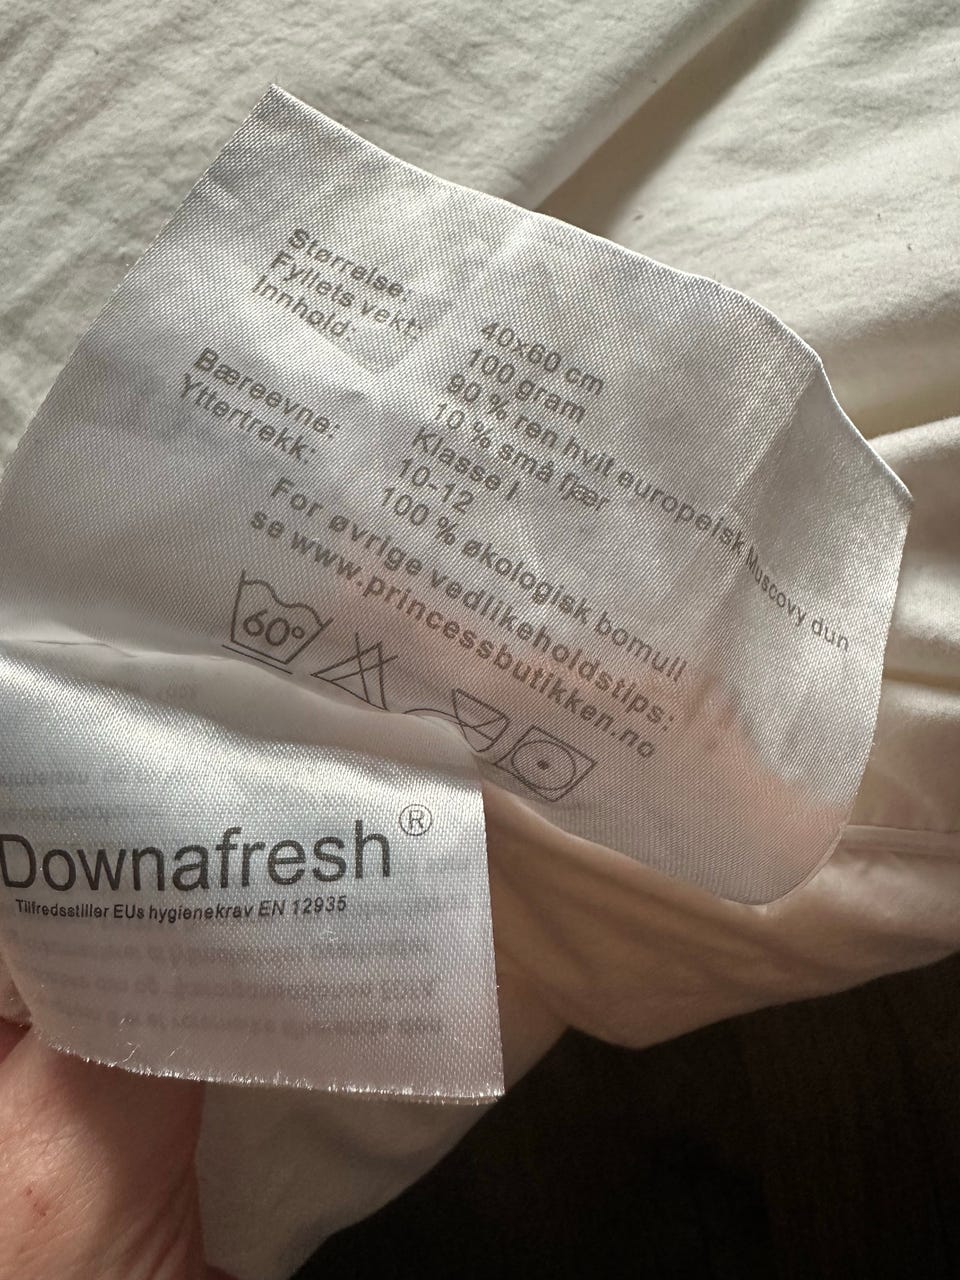 Størrelse: 40x60 cm
Fyllets vekt: 100 gram
Innhold: 90 % ren hvit europeisk Muscovy dun
10 % små fjær
Klasse I
Bæreevne: 10-12
Yttertrekk: 100 % økologisk bomull
For øvrige vedlikeholdstips:
se www.princessbutikken.no
60°
Downafresh®
Tilfredsstiller EUs hygienekrav EN 12935